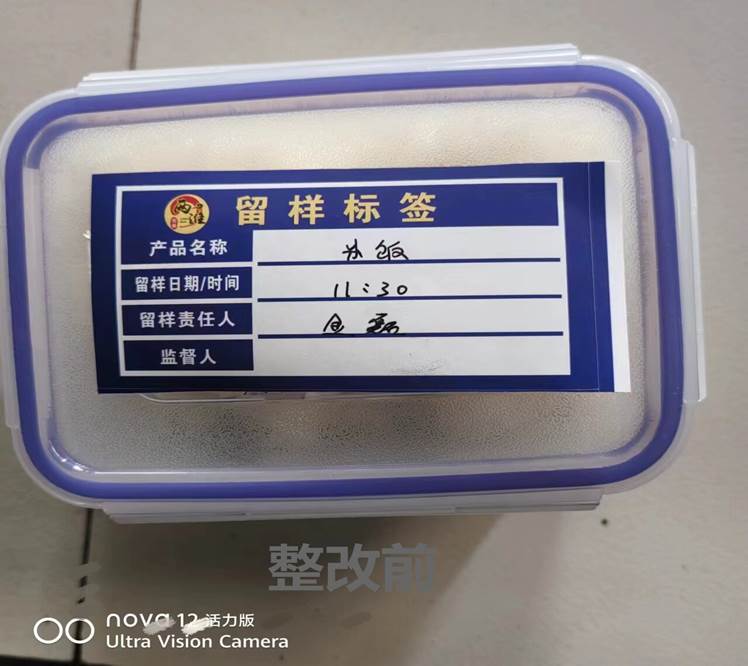 留样标签
产品名称 米饭
留样日期/时间 11:30
留样责任人
监督人
整改前
nova 12 活力版
Ultra Vision Camera